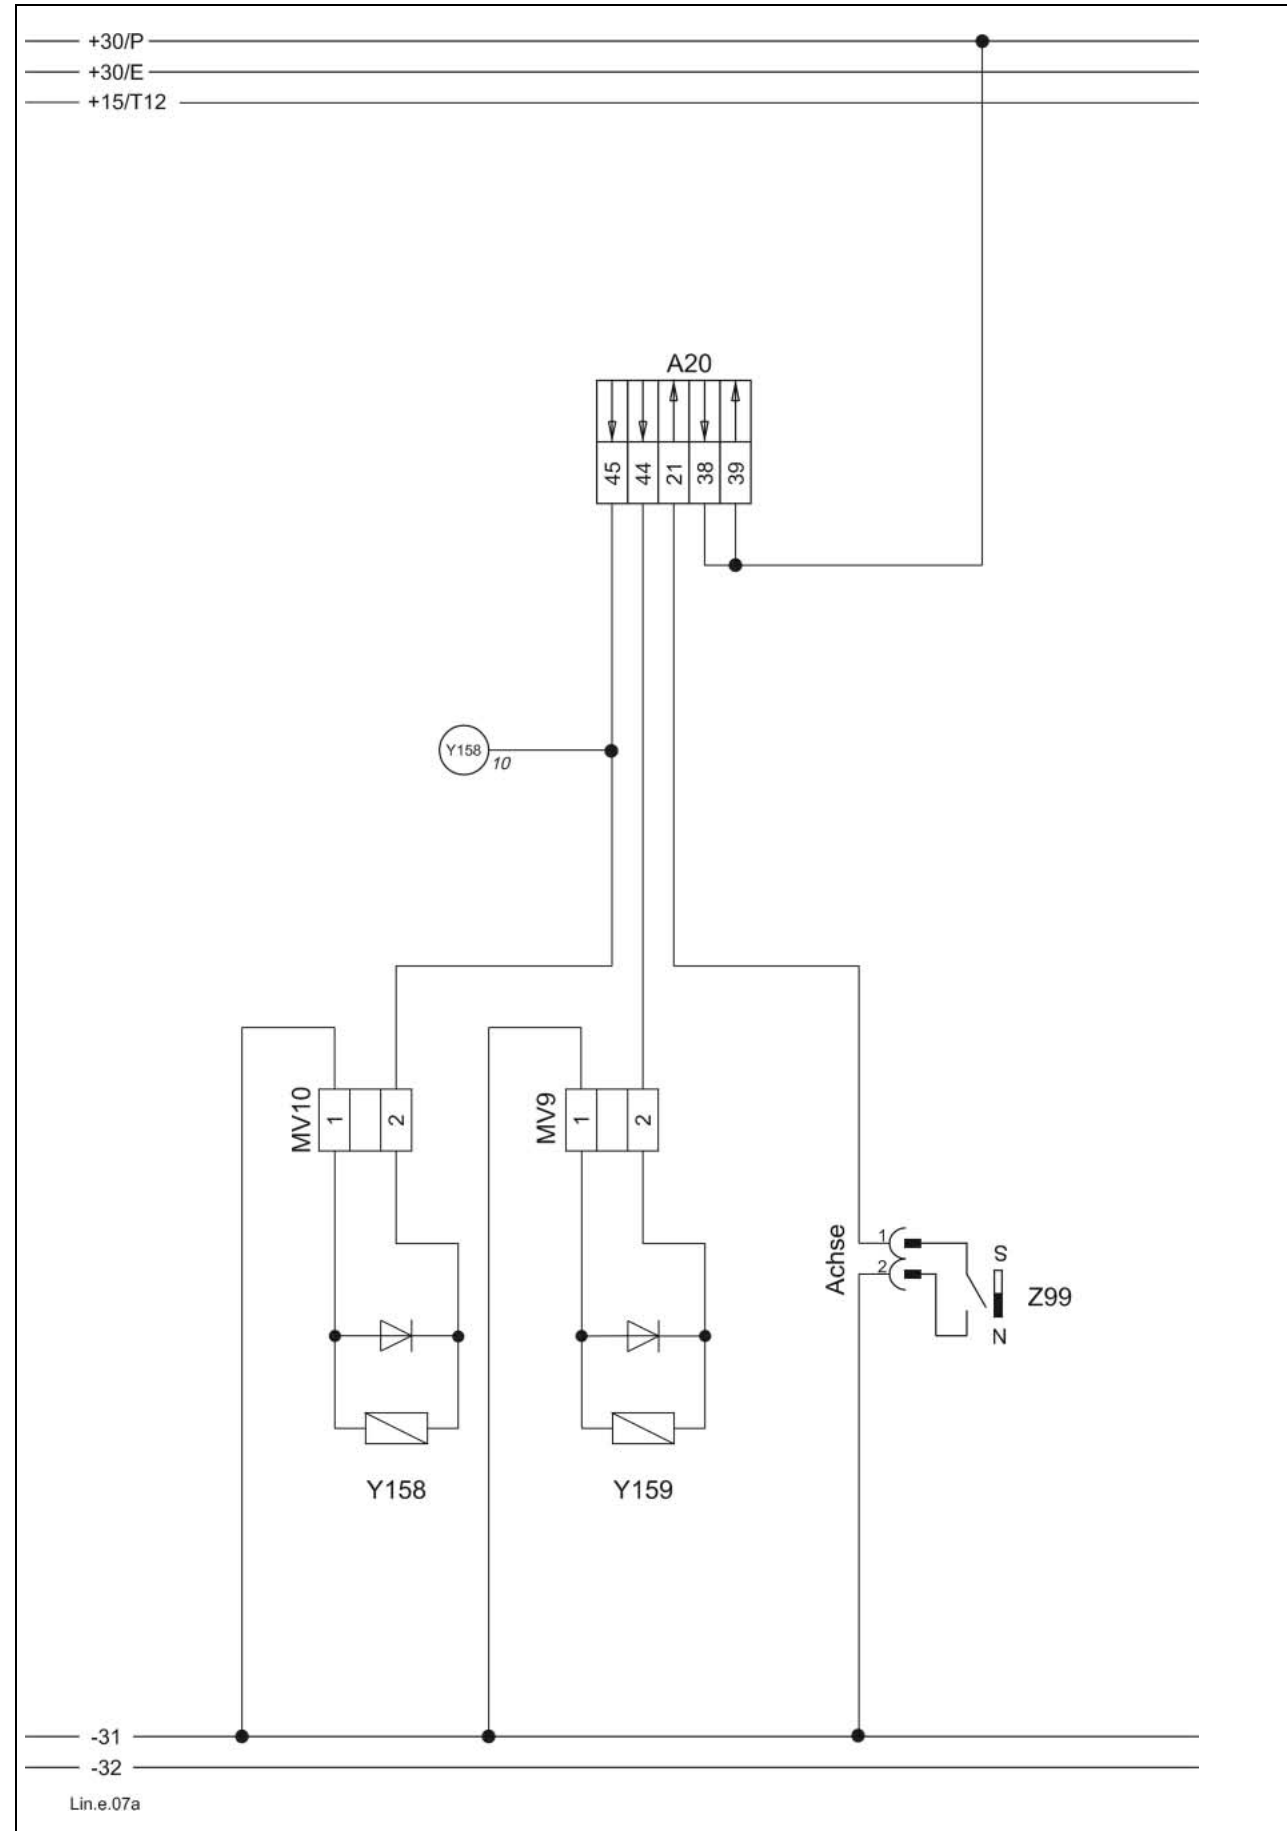 +30/P
+30/E
+15/T12
A20
45 44 21 38 39
Y158 10
MV10 1 2
MV9 1 2
Achse 1 2
S
Z99
N
Y158
Y159
-31
-32
Lin.e.07a